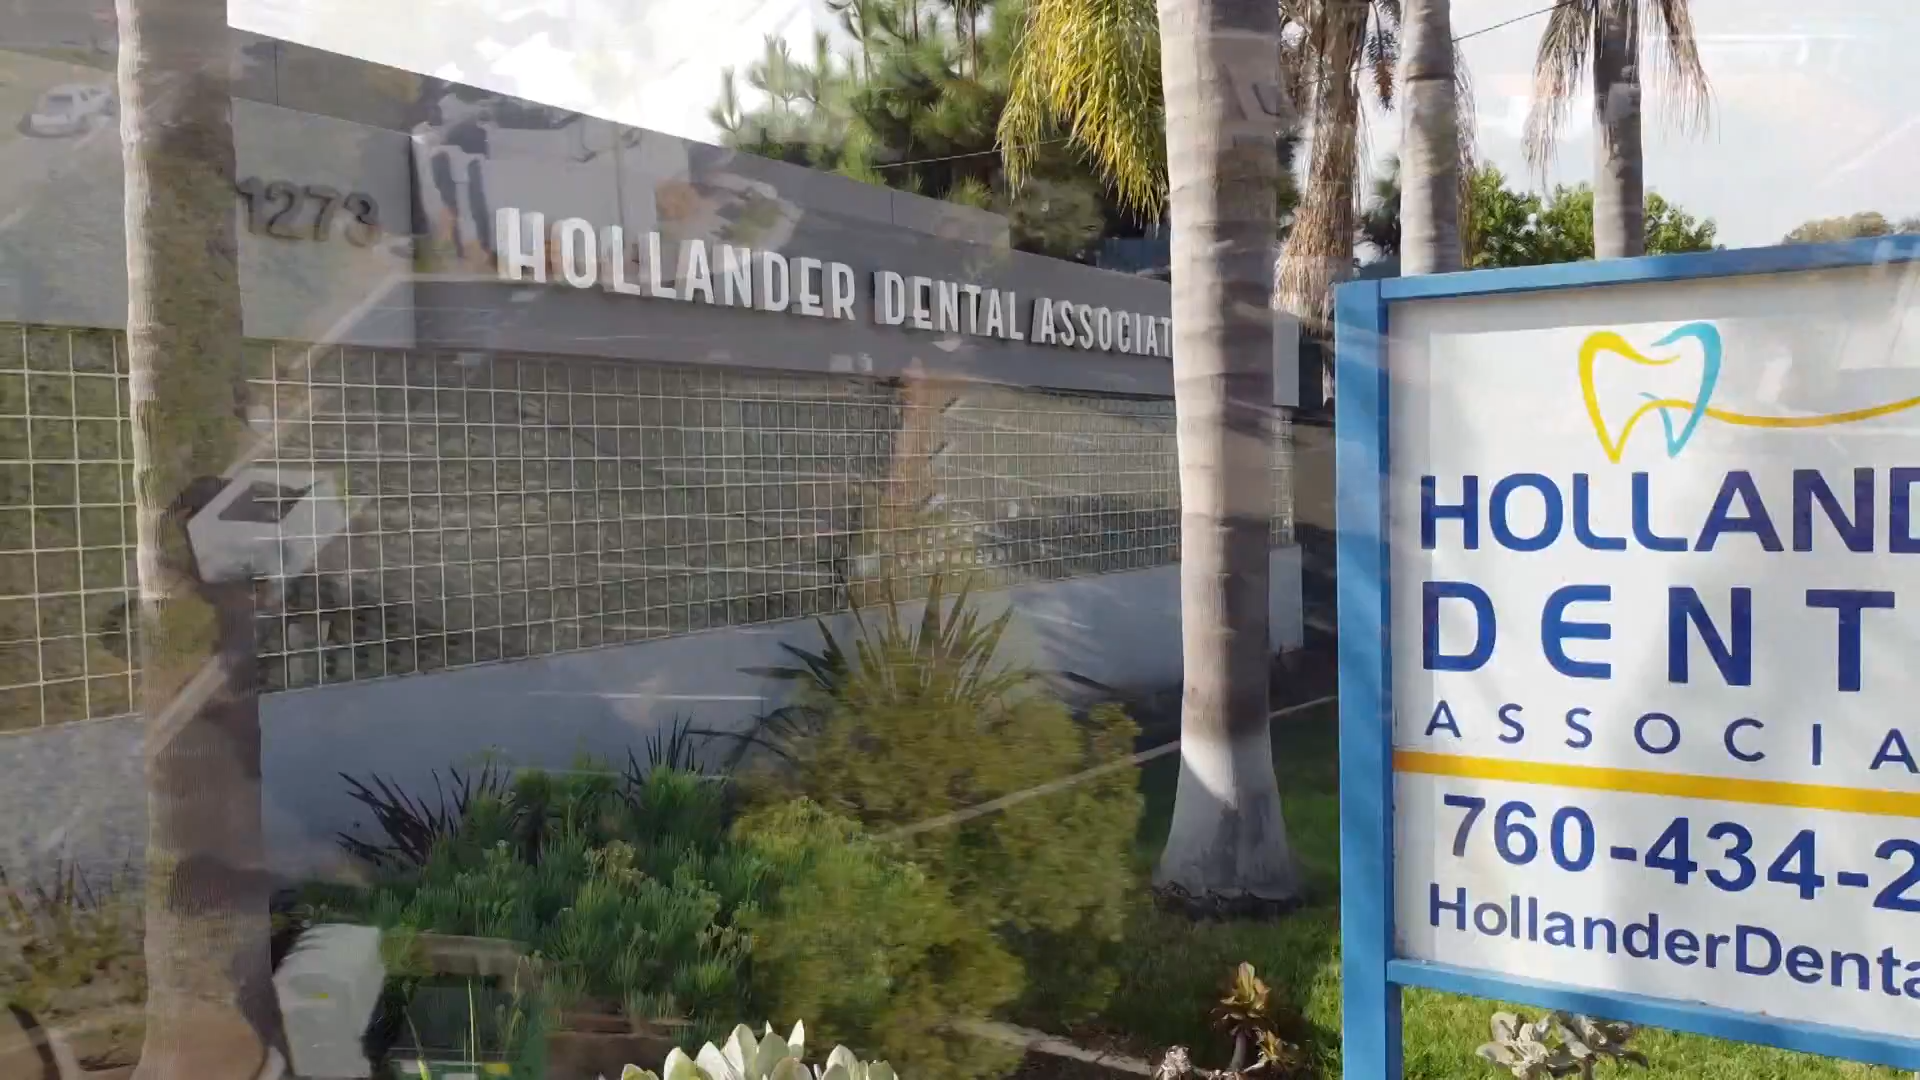 1273
HOLLANDER DENTAL ASSOCIAT
HOLLAND
DENT
ASSOCIA
760-434-2
HollanderDenta